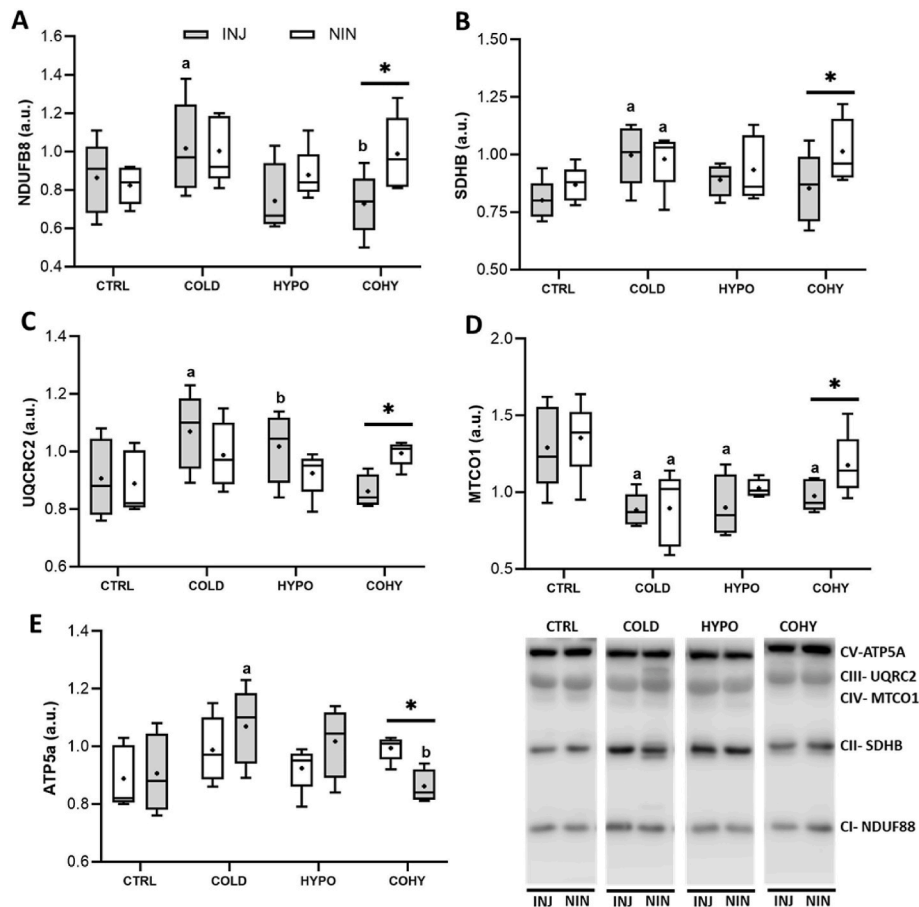 A
INJ NIN
NDUFB8 (a.u.)
1.6
1.4
1.2
1.0
0.8
0.6
0.4
a
b
*
CTRL COLD HYPO COHY
B
SDHB (a.u.)
1.50
1.25
1.00
0.75
0.50
a a
*
CTRL COLD HYPO COHY
C
UQCRC2 (a.u.)
1.4
1.2
1.0
0.8
0.6
a
b
*
CTRL COLD HYPO COHY
D
MTCO1 (a.u.)
2.0
1.5
1.0
0.5
a a
a
a
*
CTRL COLD HYPO COHY
E
ATP5a (a.u.)
1.4
1.2
1.0
0.8
0.6
a
b
*
CTRL COLD HYPO COHY
CTRL COLD HYPO COHY
CV-ATP5A
CIII- UQRC2
CIV- MTCO1
CII- SDHB
CI- NDUF88
INJ NIN INJ NIN INJ NIN INJ NIN